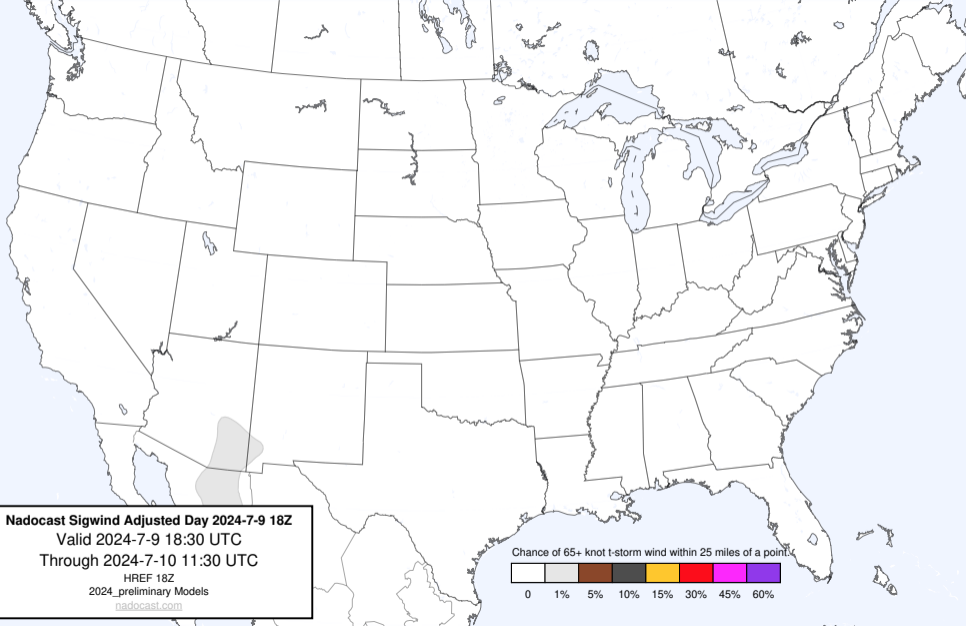 Nadocast Sigwind Adjusted Day 2024-7-9 18Z
Valid 2024-7-9 18:30 UTC
Through 2024-7-10 11:30 UTC
HREF 18Z
2024_preliminary Models
nadocast.com
Chance of 65+ knot t-storm wind within 25 miles of a point.
0 1% 5% 10% 15% 30% 45% 60%